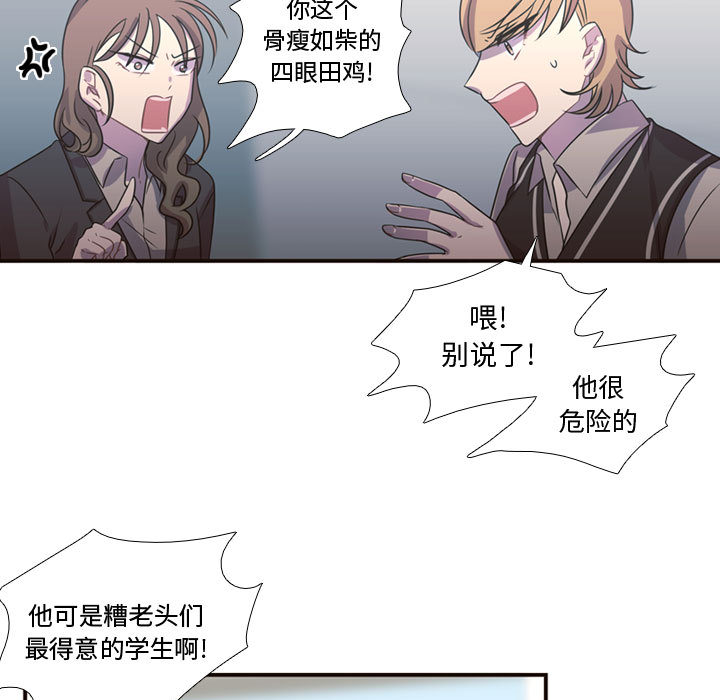 你这个
骨瘦如柴的
四眼田鸡!
喂!
别说了!
他很
危险的
他可是糟老头们
最得意的学生啊!